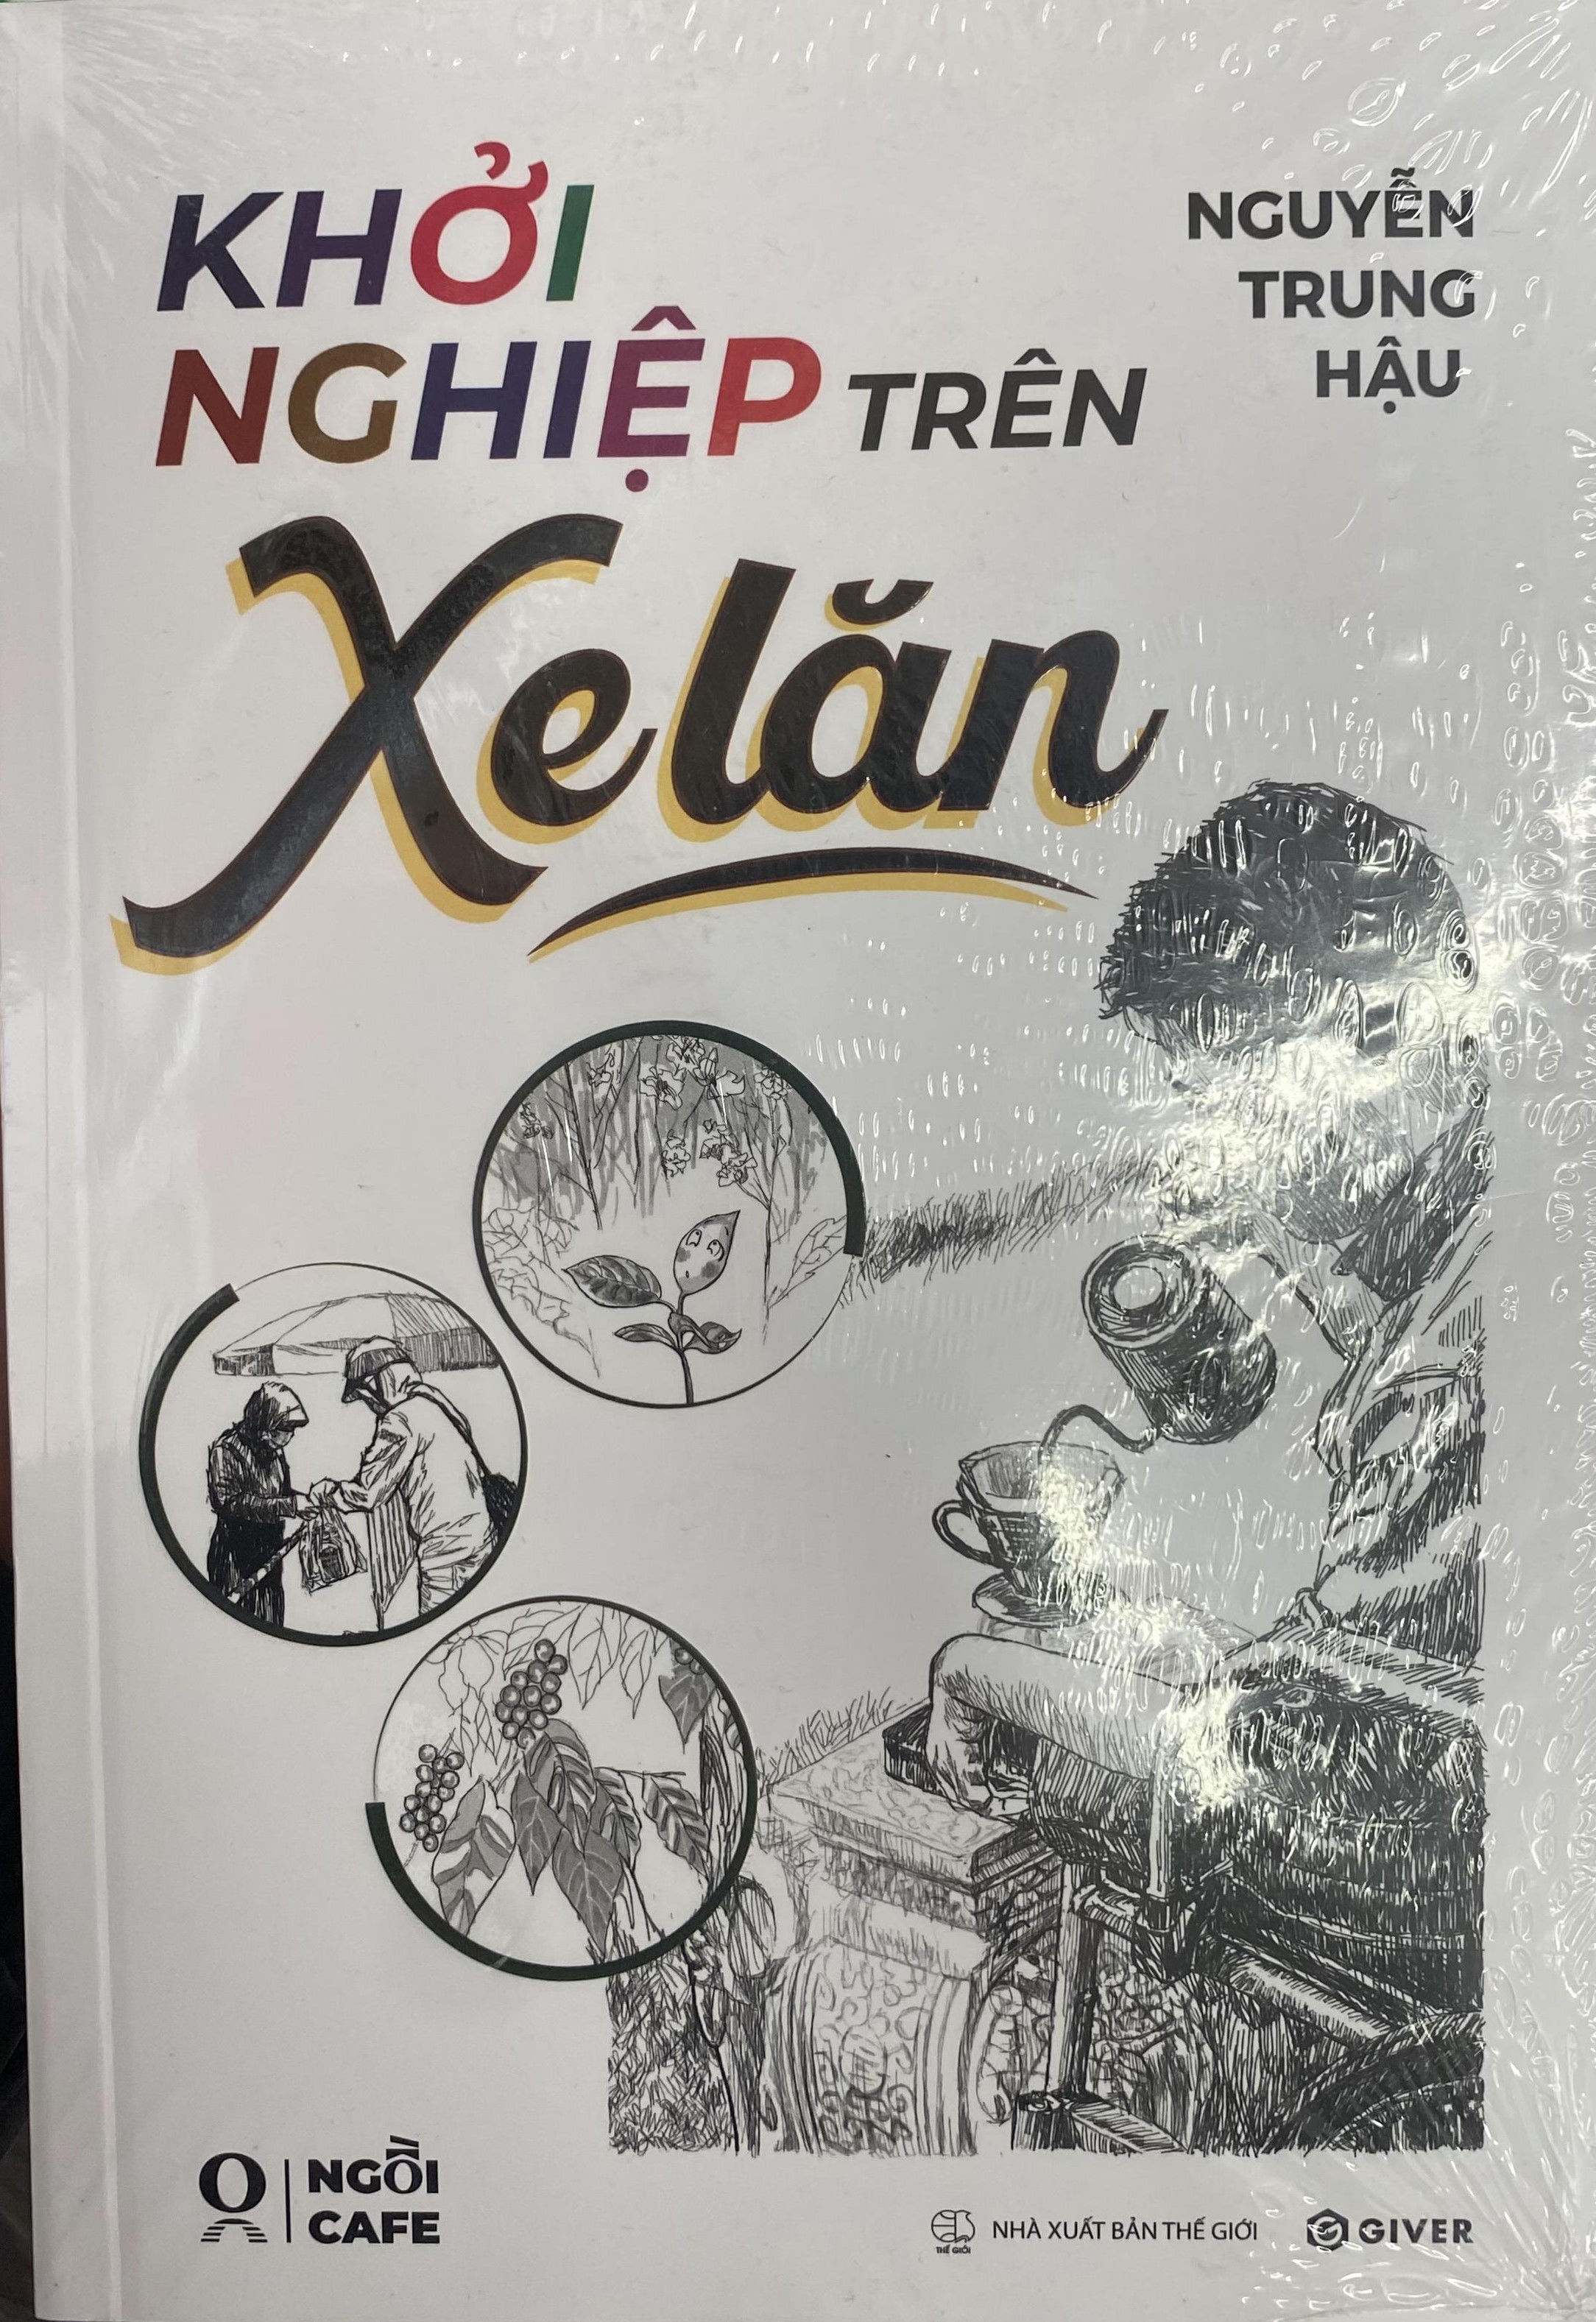 KHỞI
NGHIỆP TRÊN
Xe lăn
NGUYỄN
TRUNG
HẬU
NGỒI
CAFE
THẾ GIỚI
NHÀ XUẤT BẢN THẾ GIỚI
GIVER